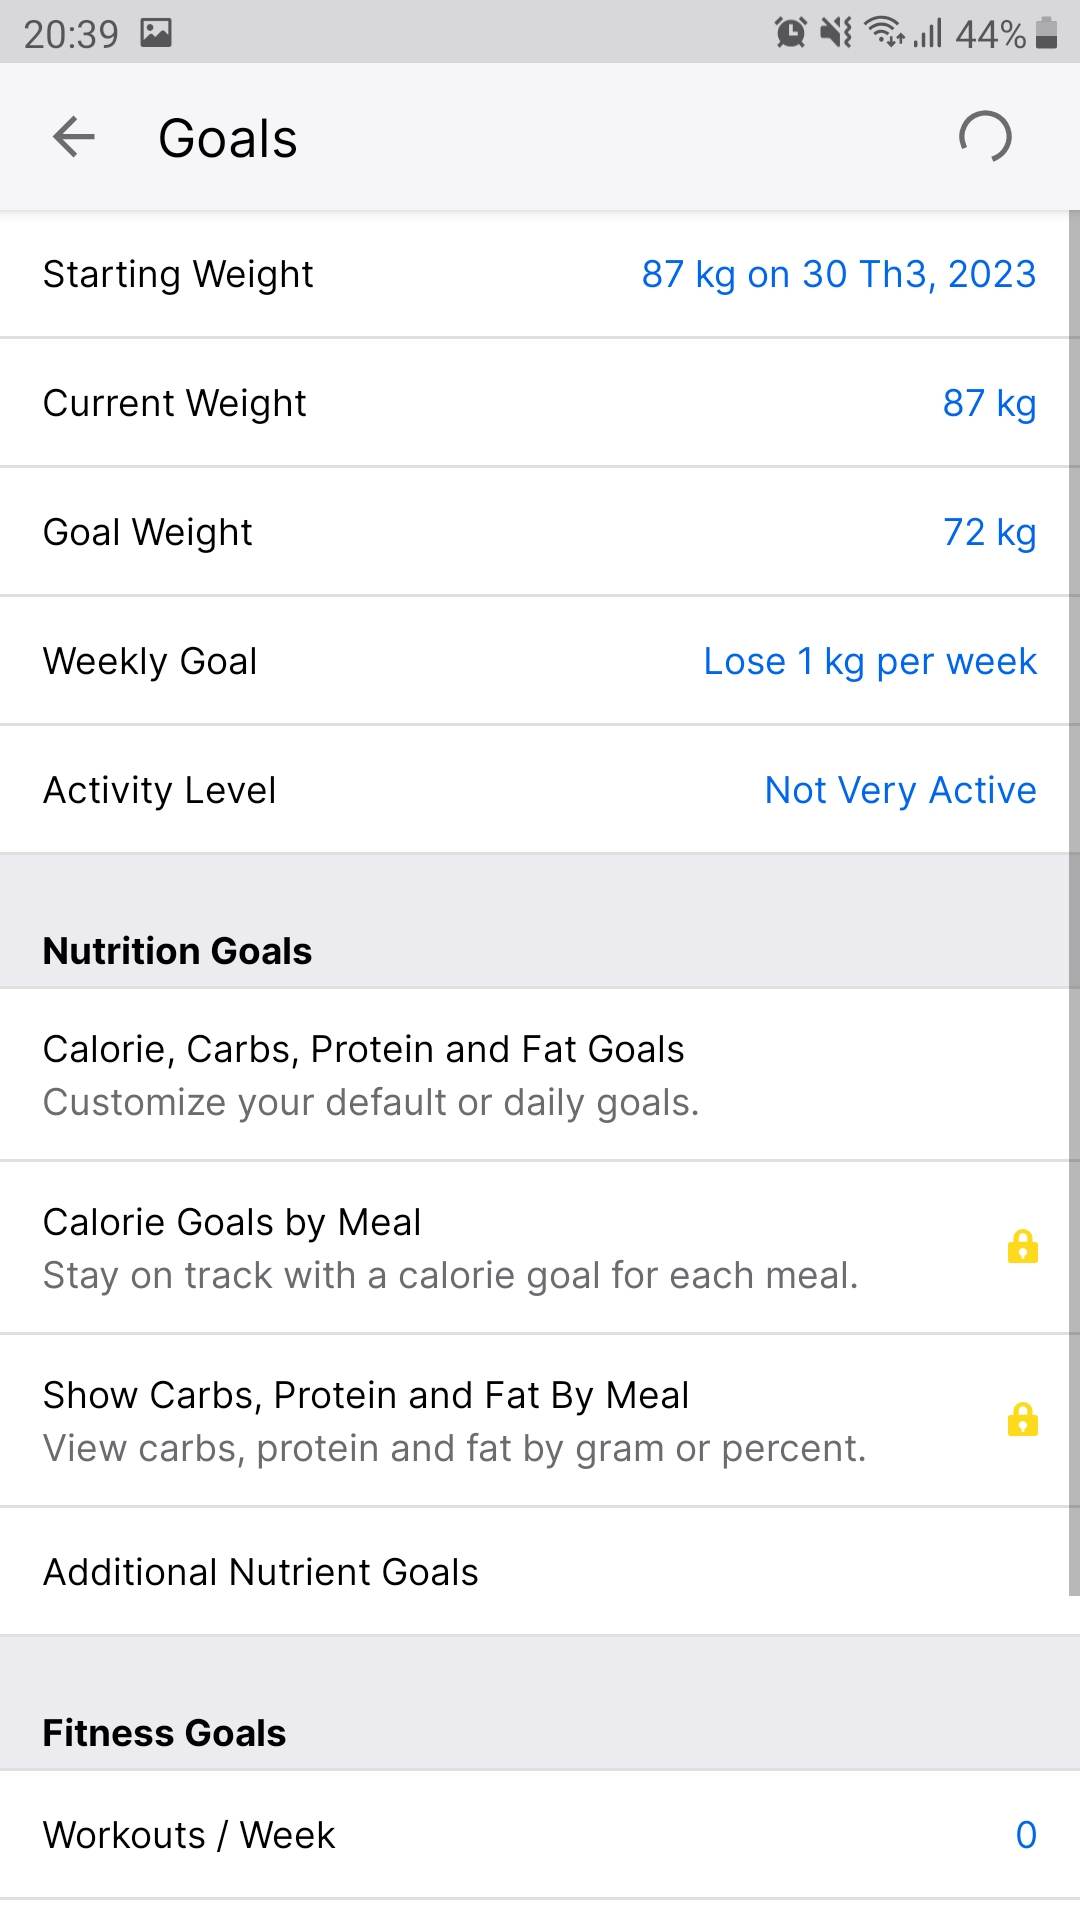 20:39
44%
Goals
Starting Weight
87 kg on 30 Th3, 2023
Current Weight
87 kg
Goal Weight
72 kg
Weekly Goal
Lose 1 kg per week
Activity Level
Not Very Active
Nutrition Goals
Calorie, Carbs, Protein and Fat Goals
Customize your default or daily goals.
Calorie Goals by Meal
Stay on track with a calorie goal for each meal.
Show Carbs, Protein and Fat By Meal
View carbs, protein and fat by gram or percent.
Additional Nutrient Goals
Fitness Goals
Workouts / Week
0